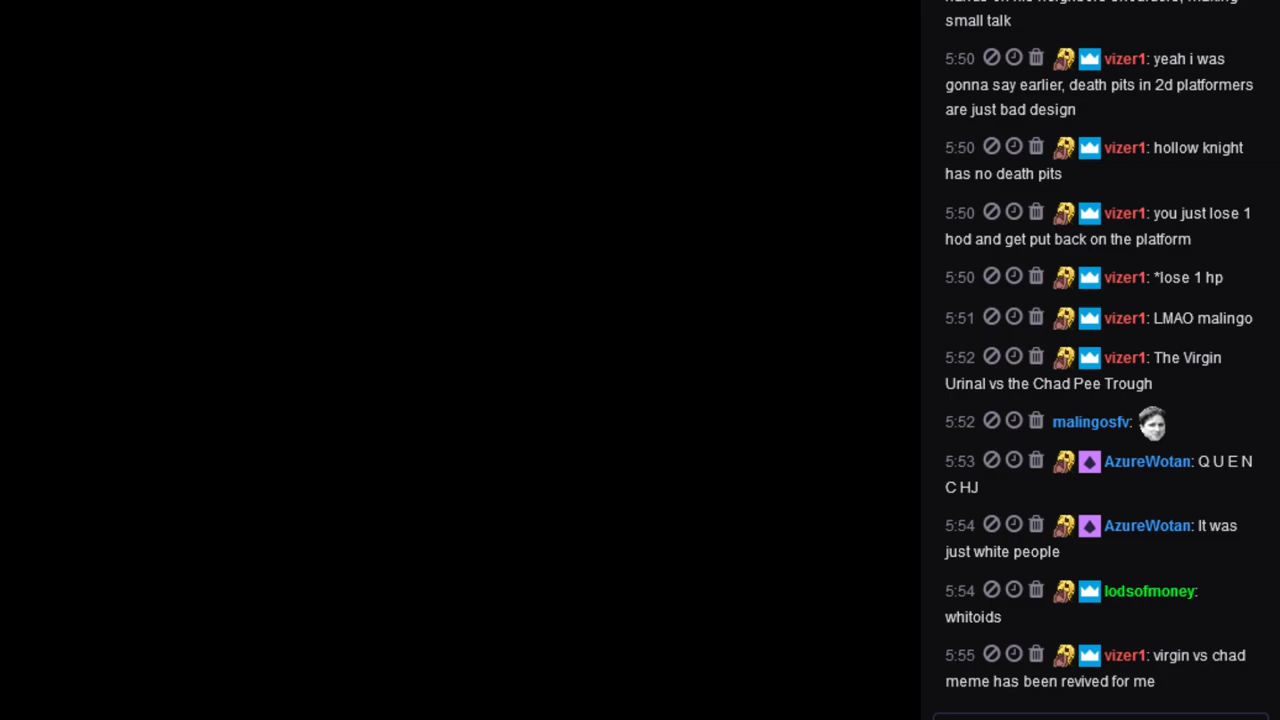 small talk
5:50 vizer1: yeah i was
gonna say earlier, death pits in 2d platformers
are just bad design
5:50 vizer1: hollow knight
has no death pits
5:50 vizer1: you just lose 1
hod and get put back on the platform
5:50 vizer1: *lose 1 hp
5:51 vizer1: LMAO malingo
5:52 vizer1: The Virgin
Urinal vs the Chad Pee Trough
5:52 malingosfv:
5:53 AzureWotan: Q U E N
C HJ
5:54 AzureWotan: It was
just white people
5:54 lodsofmoney:
whitoids
5:55 vizer1: virgin vs chad
meme has been revived for me